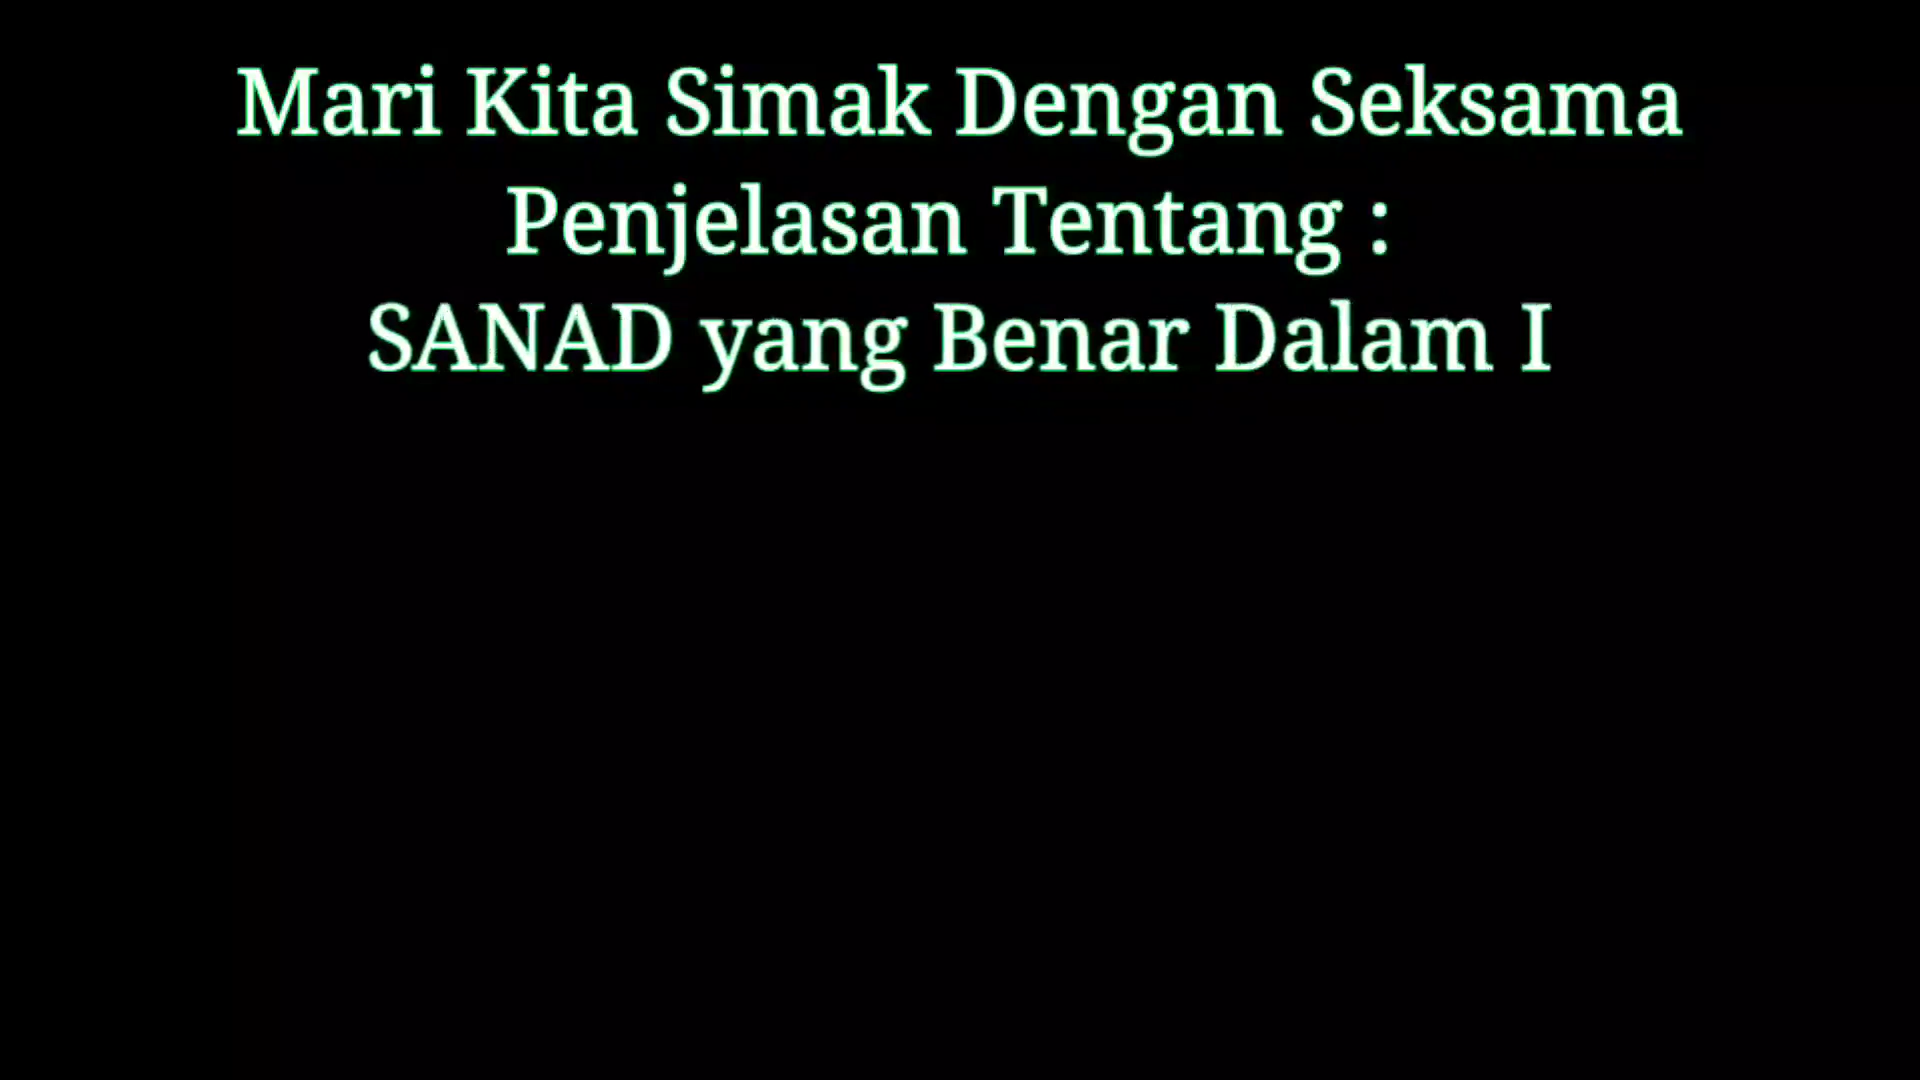 Mari Kita Simak Dengan Seksama
Penjelasan Tentang :
SANAD yang Benar Dalam I